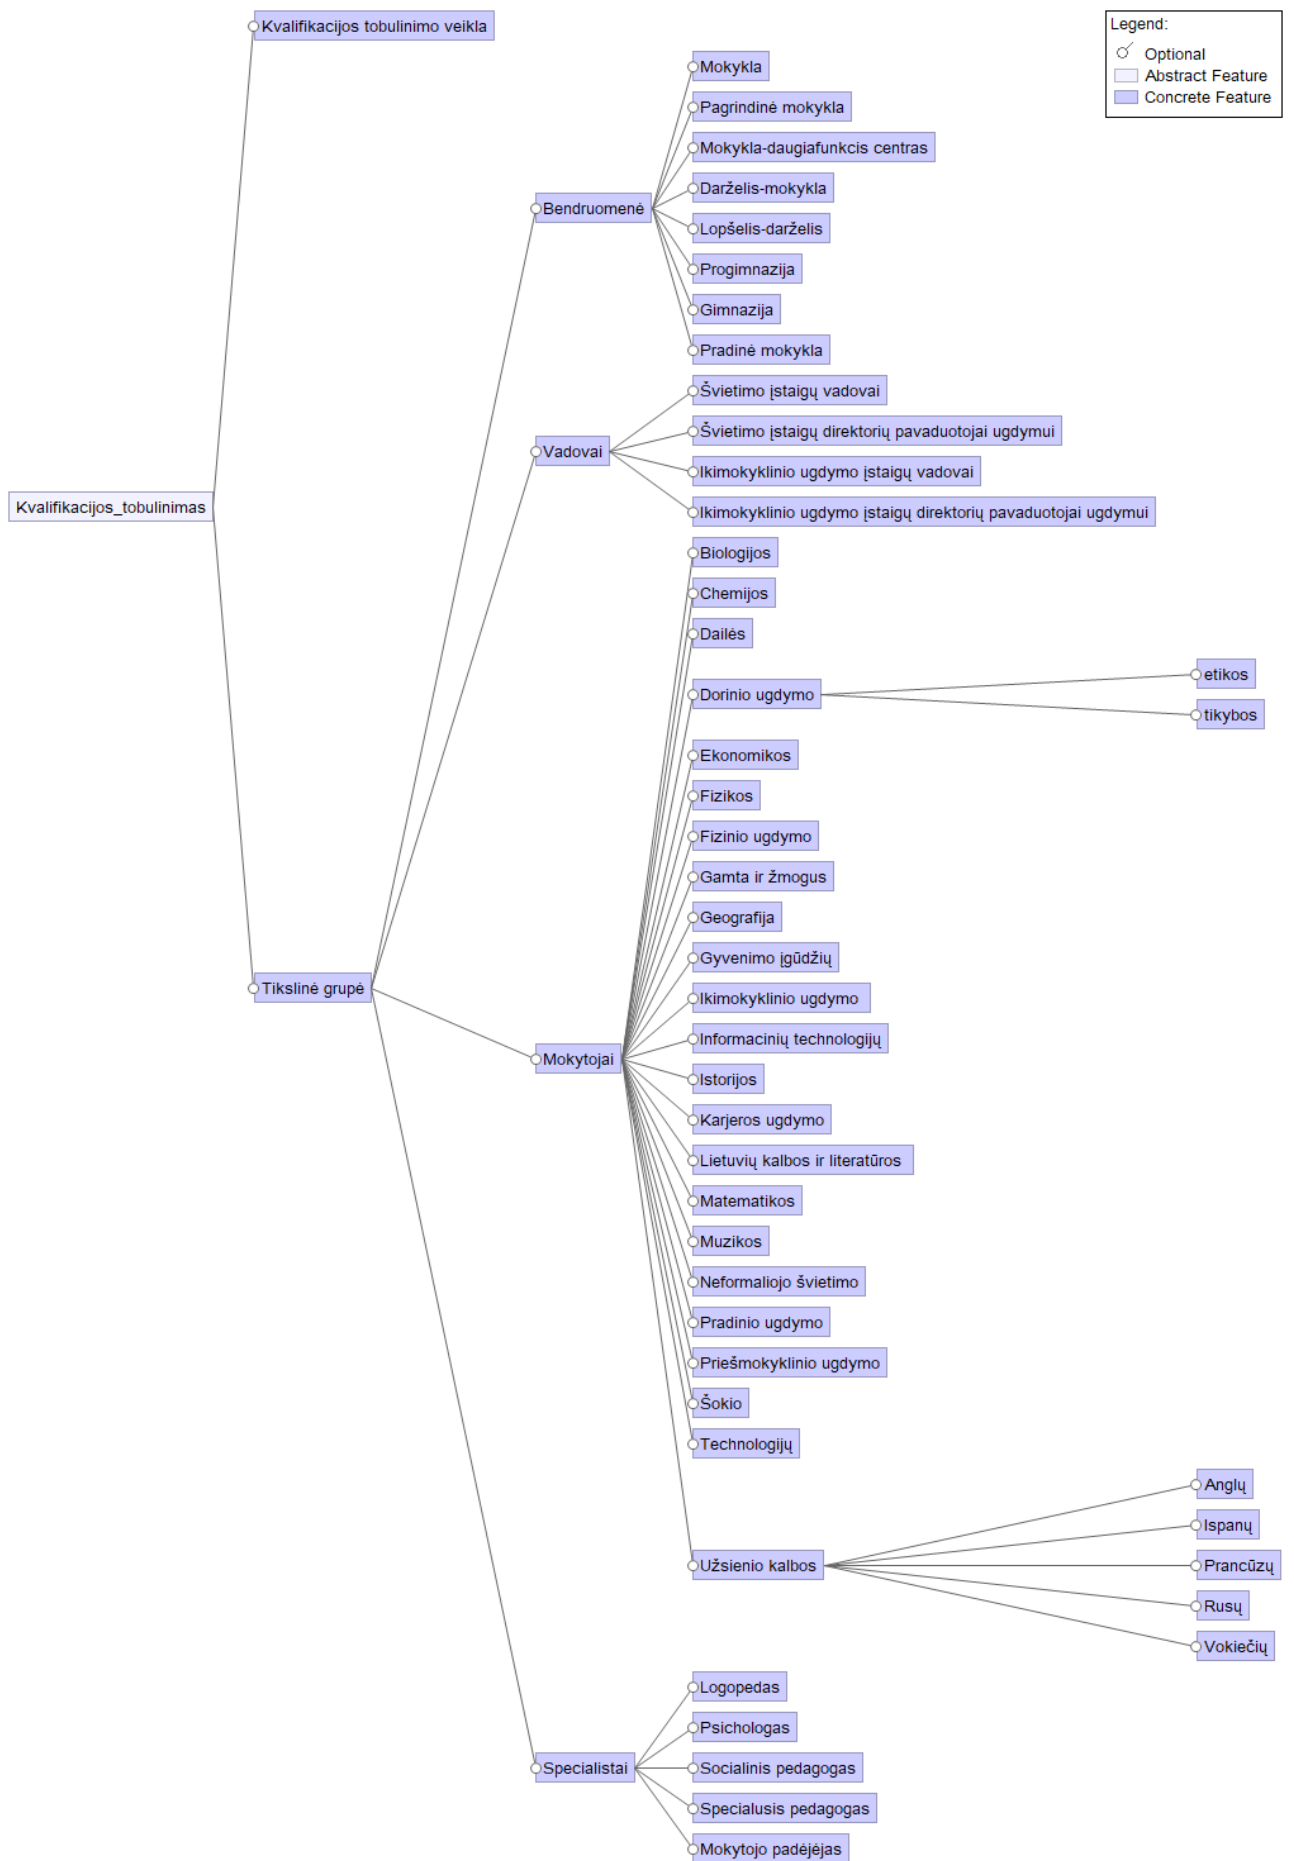 Kvalifikacijos tobulinimo veikla
Legend:
Optional
Abstract Feature
Concrete Feature
Mokykla
Pagrindinė mokykla
Mokykla-daugiafunkcis centras
Darželis-mokykla
Bendruomenė
Lopšelis-darželis
Progimnazija
Gimnazija
Pradinė mokykla
Švietimo įstaigų vadovai
Švietimo įstaigų direktorių pavaduotojai ugdymui
Vadovai
Ikimokyklinio ugdymo įstaigų vadovai
Kvalifikacijos_tobulinimas
Ikimokyklinio ugdymo įstaigų direktorių pavaduotojai ugdymui
Biologijos
Chemijos
Dailės
etikos
Dorinio ugdymo
tikybos
Ekonomikos
Fizikos
Fizinio ugdymo
Gamta ir žmogus
Geografija
Gyvenimo įgūdžių
Tikslinė grupė
Ikimokyklinio ugdymo
Informacinių technologijų
Mokytojai
Istorijos
Karjeros ugdymo
Lietuvių kalbos ir literatūros
Matematikos
Muzikos
Neformaliojo švietimo
Pradinio ugdymo
Priešmokyklinio ugdymo
Šokio
Technologijų
Anglų
Ispanų
Užsienio kalbos
Prancūzų
Rusų
Vokiečių
Logopedas
Psichologas
Specialistai
Socialinis pedagogas
Specialusis pedagogas
Mokytojo padėjėjas